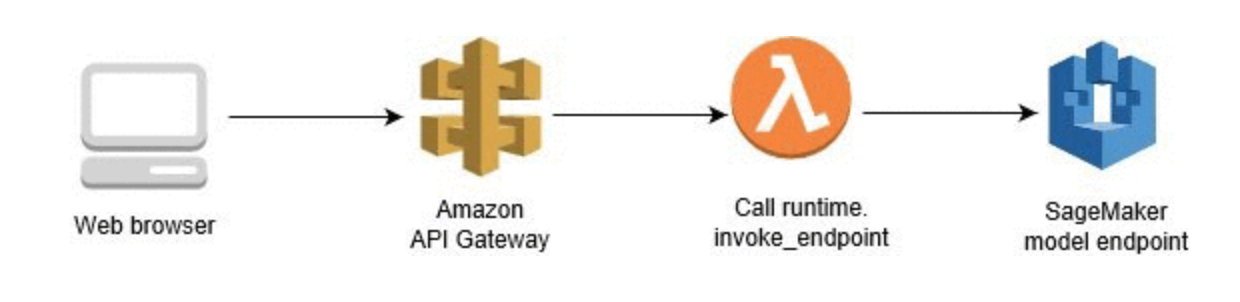 Web browser
Amazon
API Gateway
Call runtime.
invoke_endpoint
SageMaker
model endpoint